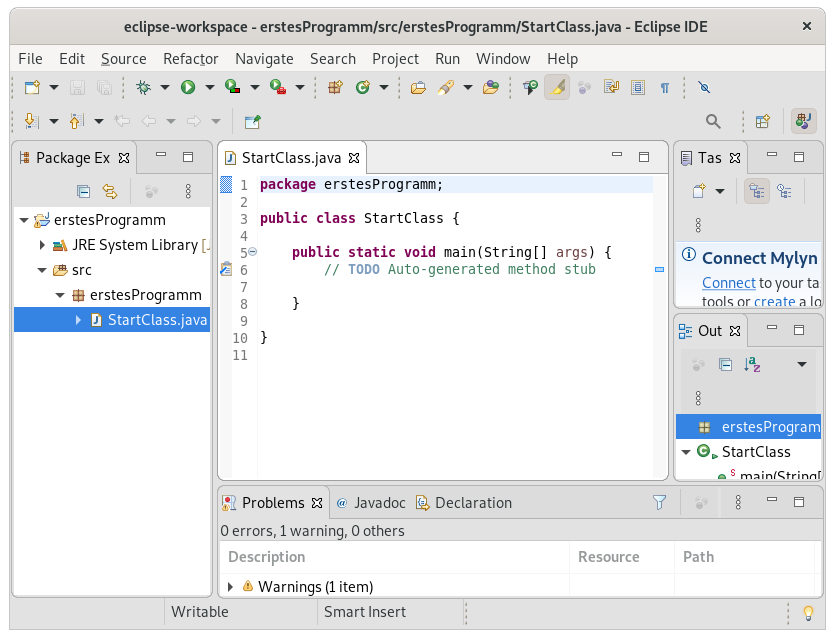 eclipse-workspace - erstesProgramm/src/erstesProgramm/StartClass.java - Eclipse IDE
File Edit Source Refactor Navigate Search Project Run Window Help
Package Ex
erstesProgramm
JRE System Library [
src
erstesProgramm
StartClass.java
StartClass.java
1 package erstesProgramm;
2
3 public class StartClass {
4
5 public static void main(String[] args) {
6 // TODO Auto-generated method stub
7
8 }
9
10 }
11
Tas
Connect Mylyn
Connect to your ta
tools or create a lo
Out
erstesProgram
StartClass
main(String[
Problems Javadoc Declaration
0 errors, 1 warning, 0 others
Description Resource Path
Warnings (1 item)
Writable Smart Insert